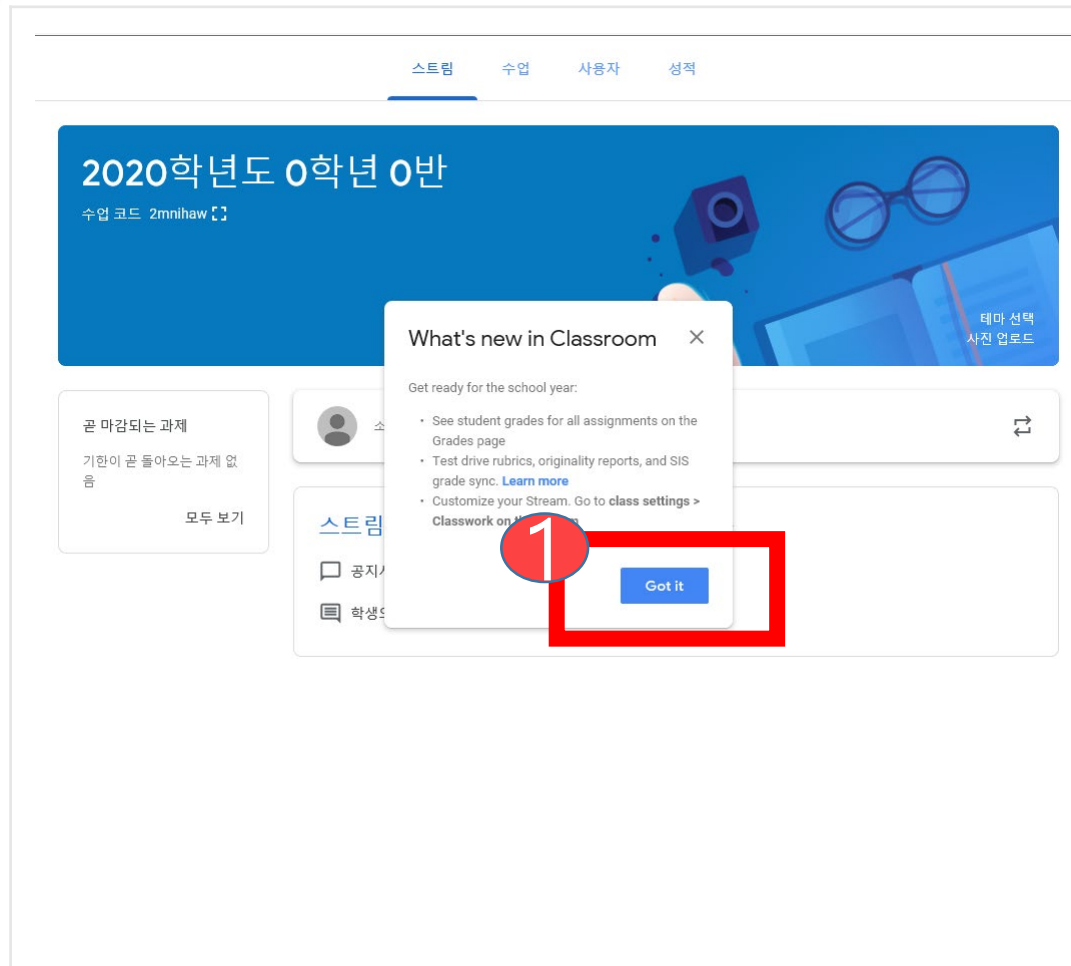 스트림 수업 사용자 성적
2020학년도 0학년 0반
수업 코드 2mnihaw
테마 선택
사진 업로드
What's new in Classroom
Get ready for the school year:
• See student grades for all assignments on the
Grades page
• Test drive rubrics, originality reports, and SIS
grade sync. Learn more
• Customize your Stream. Go to class settings >
Classwork on
1
Got it
곧 마감되는 과제
기한이 곧 돌아오는 과제 없
음
모두 보기
스트림